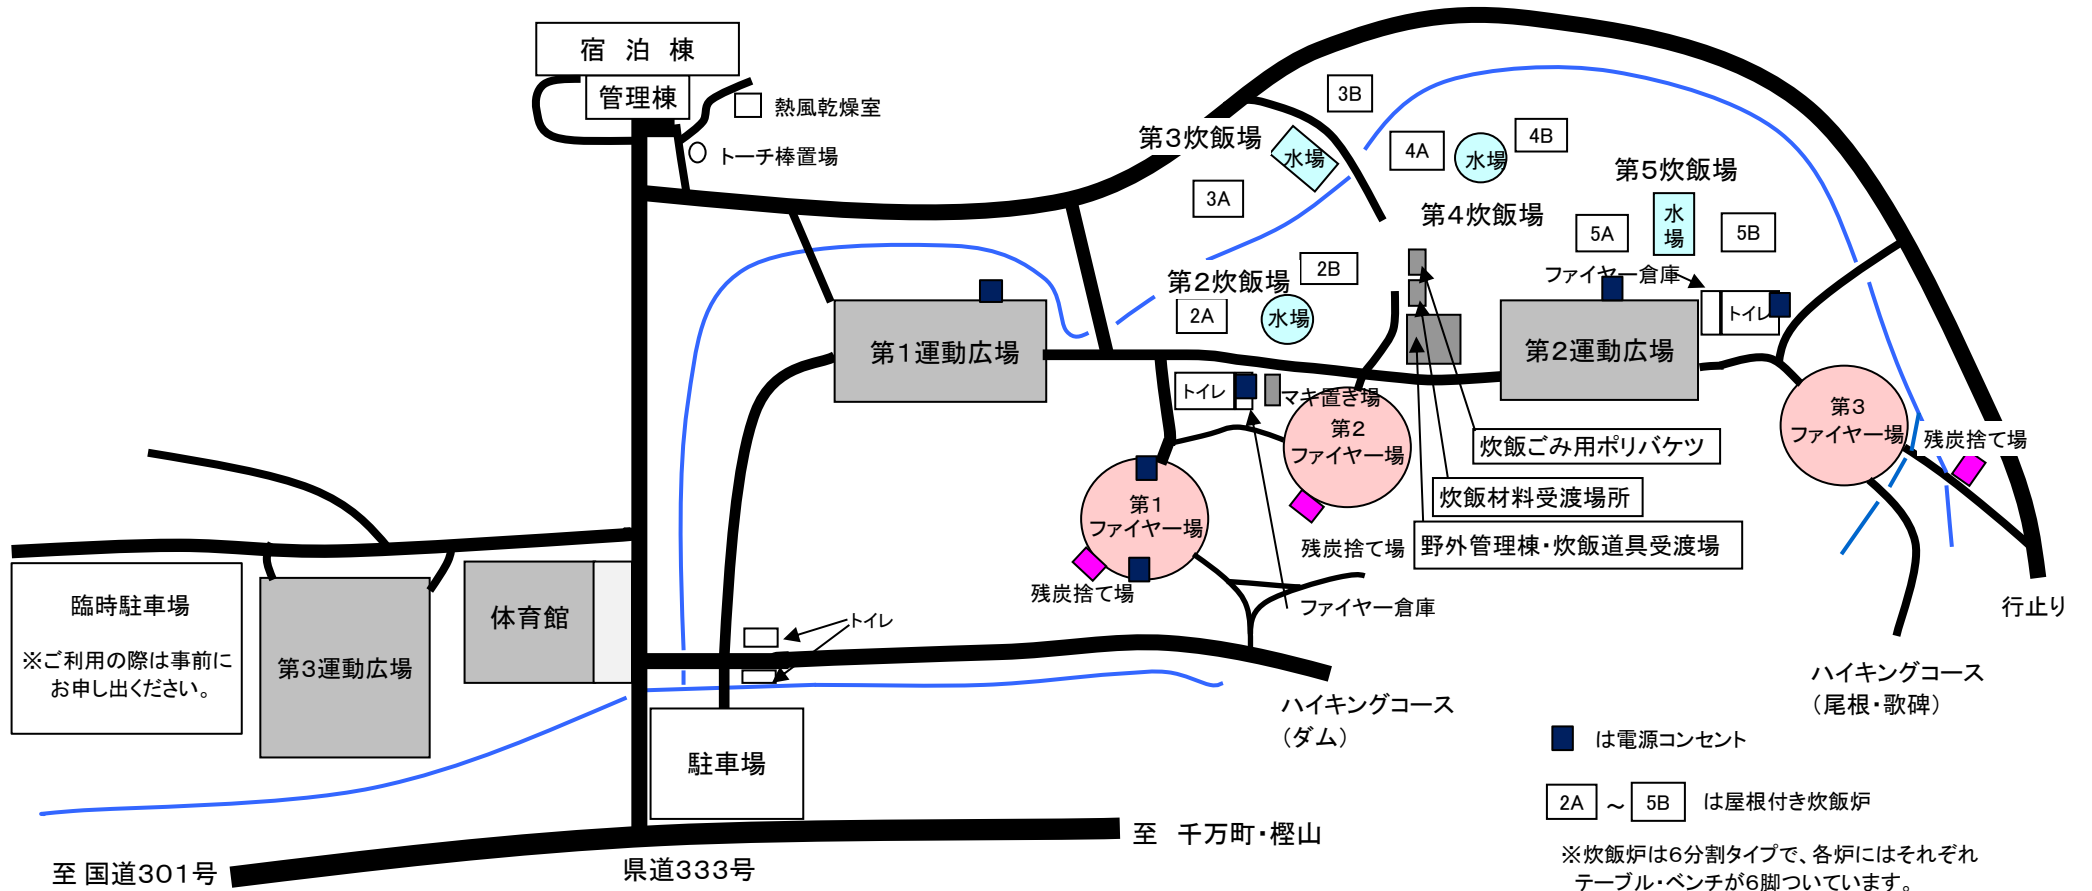 宿 泊 棟
管理棟
熱風乾燥室
トーチ棒置場
3B
第3炊飯場
水場
3A
4A
水場
4B
第4炊飯場
第5炊飯場
5A
水
場
5B
第2炊飯場
2B
2A
水場
ファイヤー倉庫
トイレ
第1運動広場
第2運動広場
トイレ
マキ置き場
第2
ファイヤー場
第3
ファイヤー場
残炭捨て場
炊飯ごみ用ポリバケツ
炊飯材料受渡場所
野外管理棟・炊飯道具受渡場
第1
ファイヤー場
残炭捨て場
残炭捨て場
ファイヤー倉庫
行止り
臨時駐車場
※ご利用の際は事前に
お申し出ください。
第3運動広場
体育館
トイレ
ハイキングコース
(ダム)
ハイキングコース
(尾根・歌碑)
駐車場
は電源コンセント
2A ～ 5B は屋根付き炊飯炉
※炊飯炉は6分割タイプで、各炉にはそれぞれ
テーブル・ベンチが6脚ついています。
至 千万町・樫山
県道333号
至 国道301号